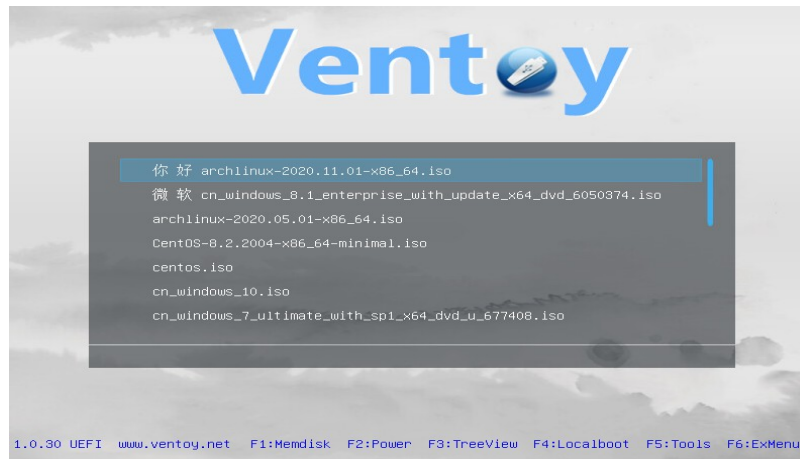 Ventoy
你 好 archlinux-2020.11.01-x86_64.iso
微 软 cn_windows_8.1_enterprise_with_update_x64_dvd_6050374.iso
archlinux-2020.05.01-x86_64.iso
CentOS-8.2.2004-x86_64-minimal.iso
centos.iso
cn_windows_10.iso
cn_windows_7_ultimate_with_sp1_x64_dvd_u_677408.iso
1.0.30 UEFI www.ventoy.net F1:Memdisk F2:Power F3:TreeView F4:Localboot F5:Tools F6:ExMenu